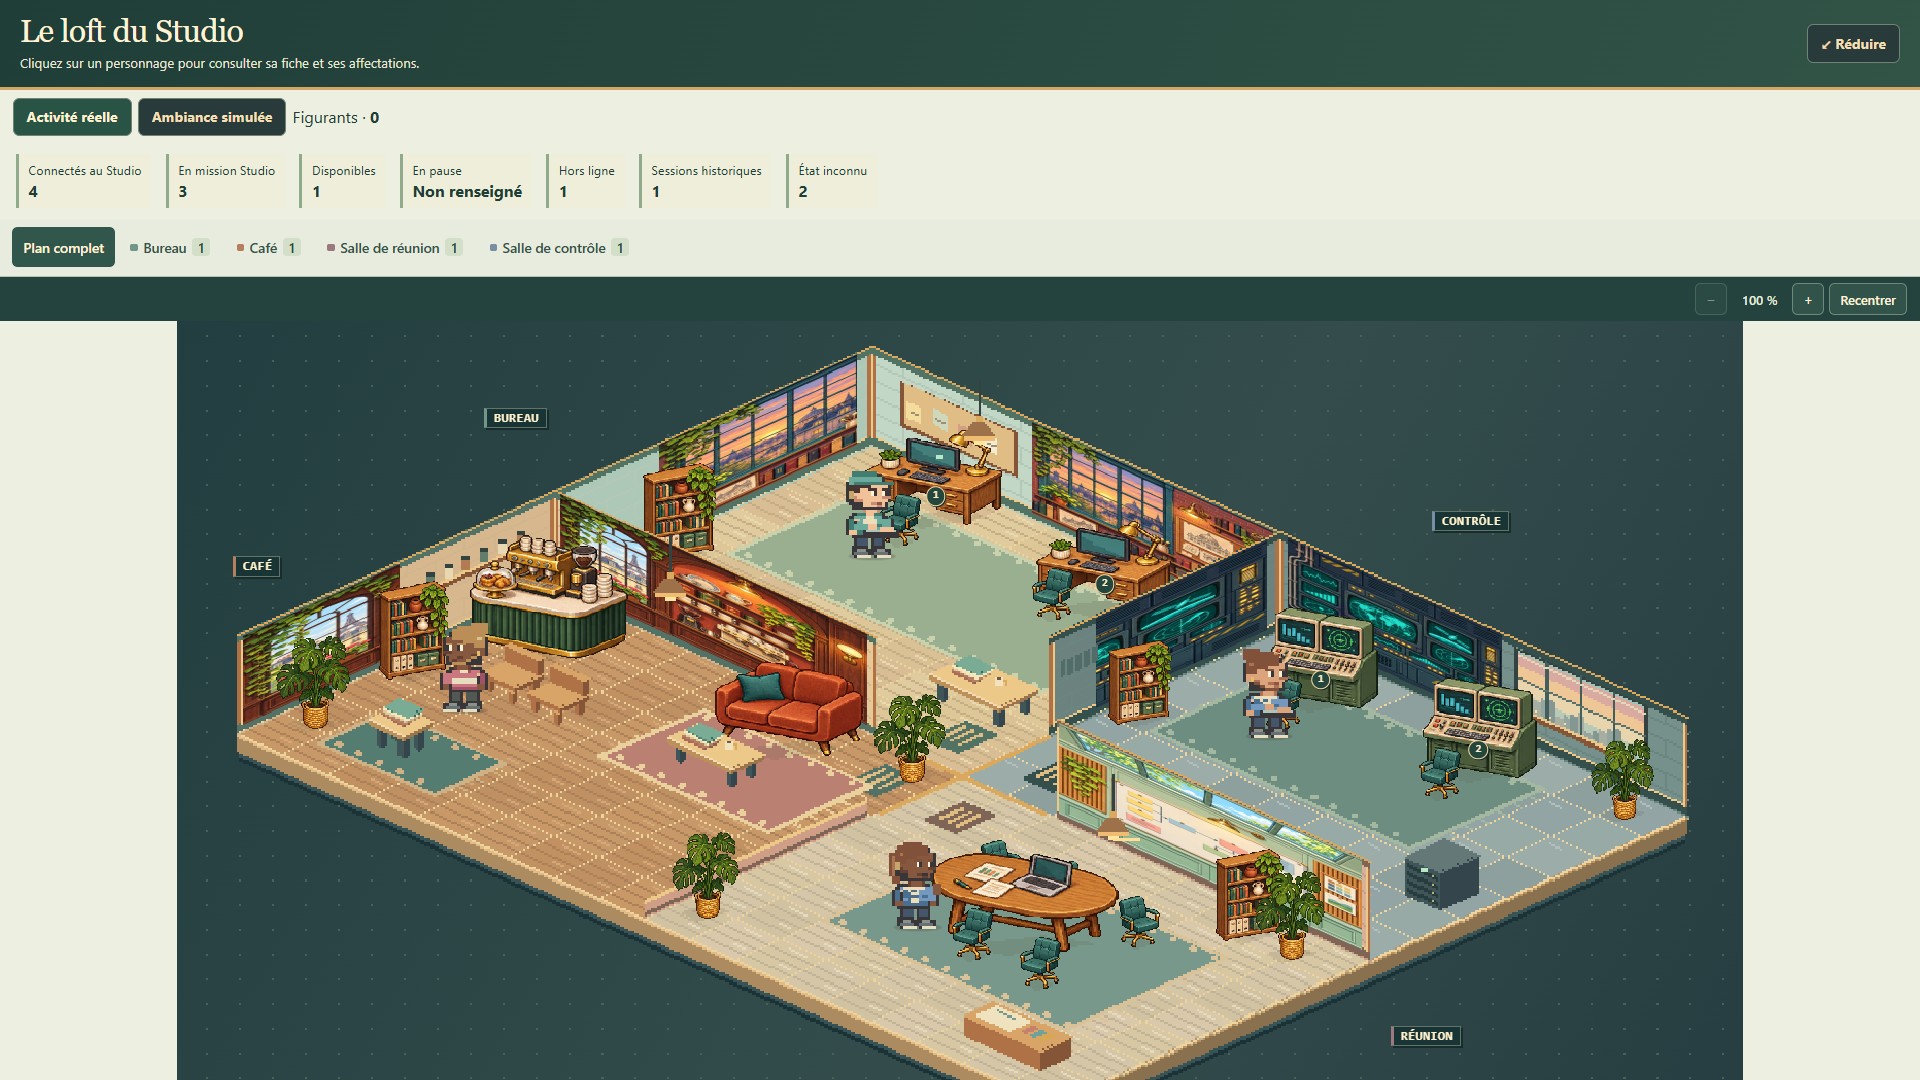 Le loft du Studio
Cliquez sur un personnage pour consulter sa fiche et ses affectations.
↙ Réduire
Activité réelle
Ambiance simulée
Figurants · 0
Connectés au Studio
4
En mission Studio
3
Disponibles
1
En pause
Non renseigné
Hors ligne
1
Sessions historiques
1
État inconnu
2
Plan complet
Bureau 1
Café 1
Salle de réunion 1
Salle de contrôle 1
−
100 %
+
Recentrer
BUREAU
CONTRÔLE
CAFÉ
1
2
1
2
RÉUNION